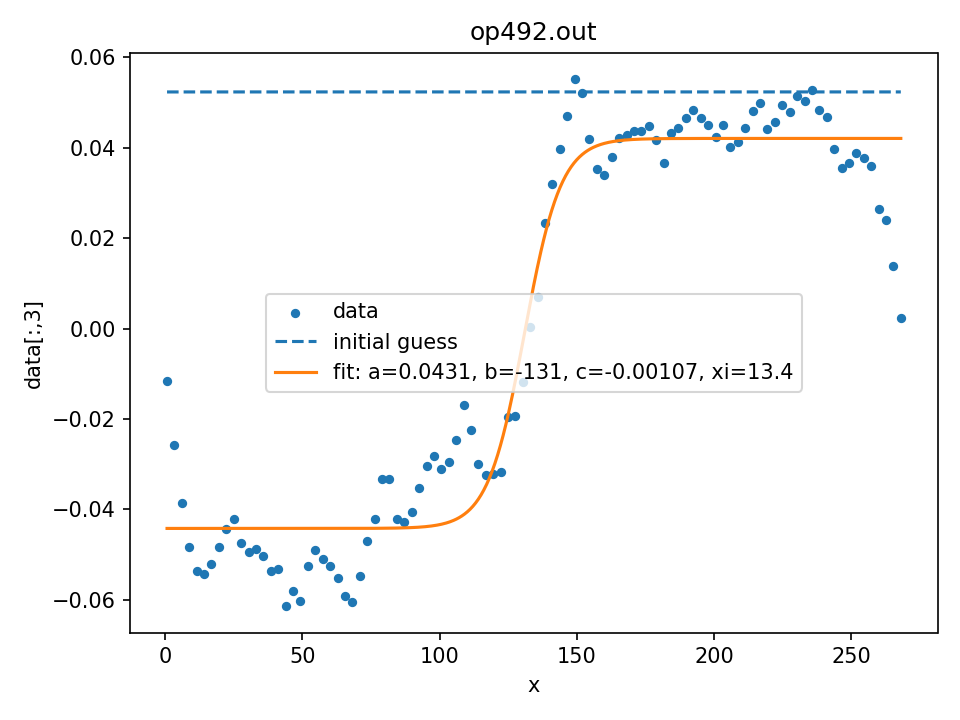 op492.out
0.06
0.04
0.02
0.00
−0.02
−0.04
−0.06
data[:,3]
data
initial guess
fit: a=0.0431, b=-131, c=-0.00107, xi=13.4
0 50 100 150 200 250
x